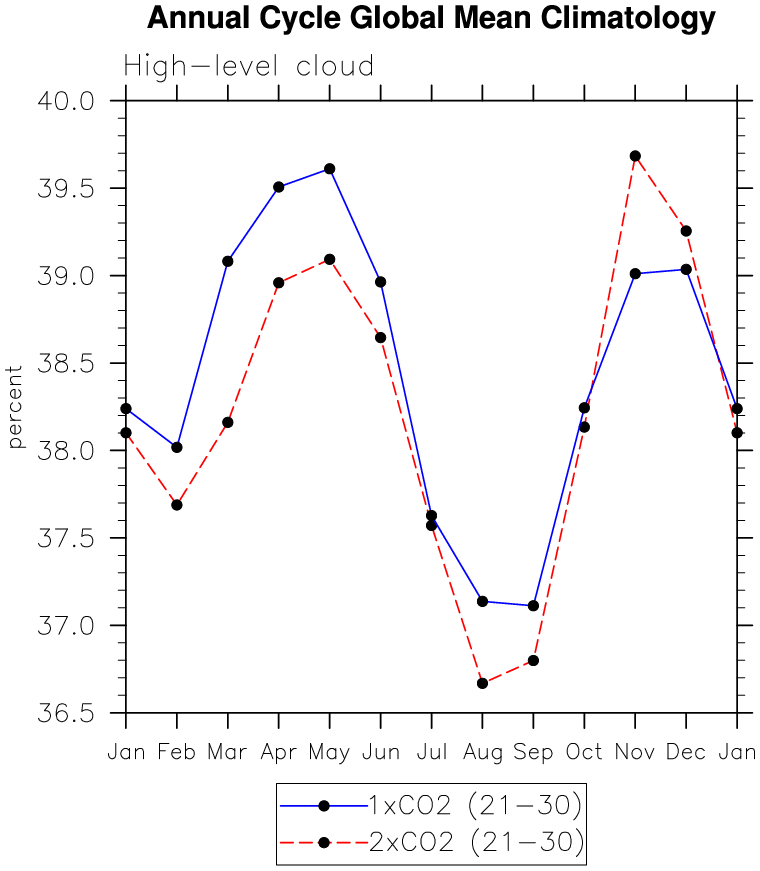 Annual Cycle Global Mean Climatology
High-level cloud
40.0
39.5
39.0
38.5
38.0
37.5
37.0
36.5
percent
Jan Feb Mar Apr May Jun Jul Aug Sep Oct Nov Dec Jan
1xCO2 (21-30)
2xCO2 (21-30)